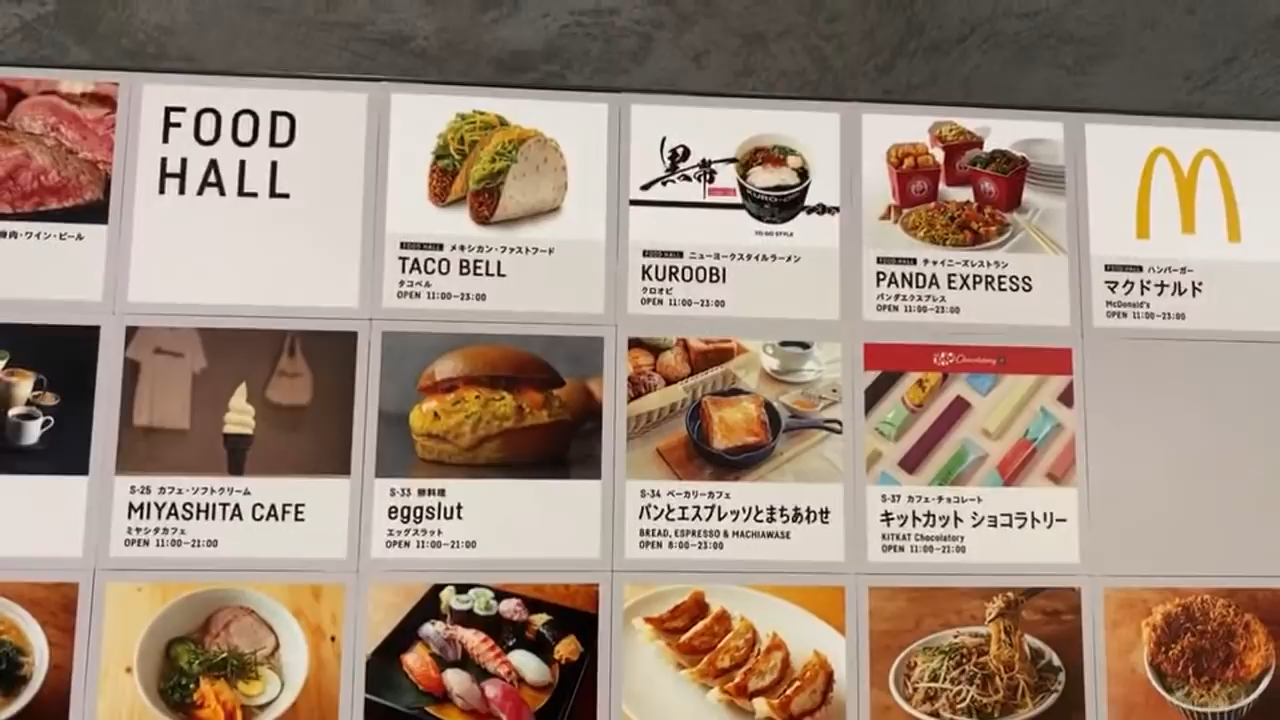 肉・ワイン・ビール
FOOD
HALL
FOOD HALL メキシカン・ファストフード
TACO BELL
タコベル
OPEN 11:00-23:00
黒帯
KURO-OBI
TO GO STYLE
FOOD HALL ニューヨークスタイルラーメン
KUROOBI
クロオビ
OPEN 11:00-23:00
FOOD HALL チャイニーズレストラン
PANDA EXPRESS
パンダエクスプレス
OPEN 11:00-23:00
FOOD HALL ハンバーガー
マクドナルド
McDonald's
OPEN 11:00-23:00
S-25 カフェ・ソフトクリーム
MIYASHITA CAFE
ミヤシタカフェ
OPEN 11:00-21:00
S-33 卵料理
eggslut
エッグスラット
OPEN 11:00-21:00
S-34 ベーカリーカフェ
パンとエスプレッソとまちあわせ
BREAD, ESPRESSO & MACHIAWASE
OPEN 8:00-23:00
KitKat Chocolatory
S-37 カフェ・チョコレート
キットカット ショコラトリー
KITKAT Chocolatory
OPEN 11:00-21:00